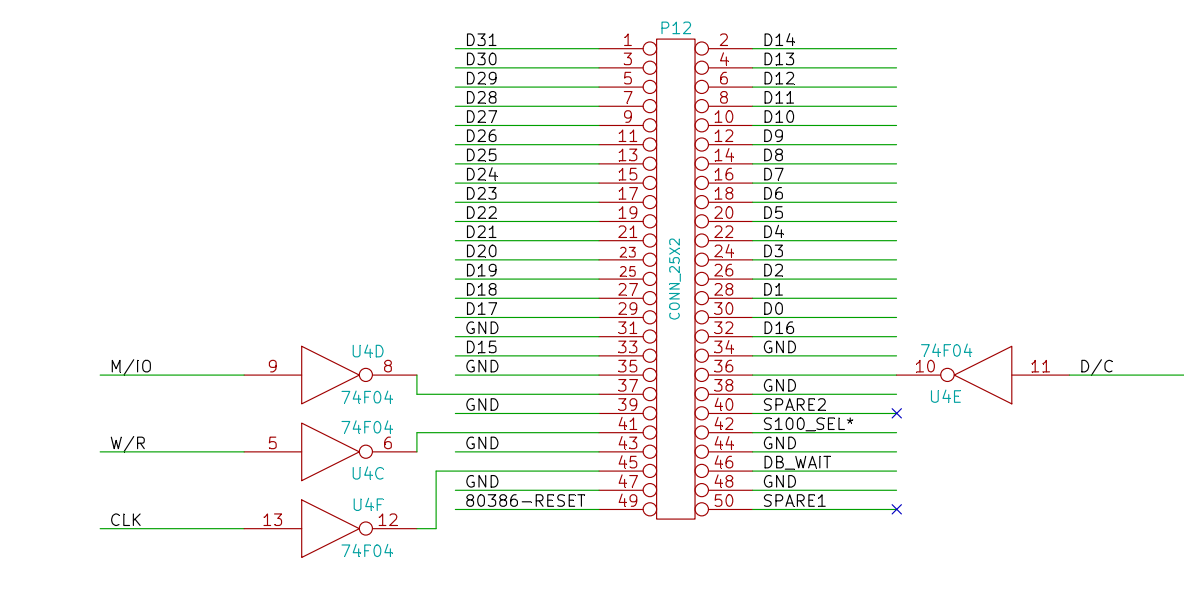 P12
D31 1 2 D14
D30 3 4 D13
D29 5 6 D12
D28 7 8 D11
D27 9 10 D10
D26 11 12 D9
D25 13 14 D8
D24 15 16 D7
D23 17 18 D6
D22 19 20 D5
D21 21 22 D4
D20 23 24 D3
D19 25 26 D2
D18 27 28 D1
D17 29 30 D0
GND 31 32 D16
D15 33 34 GND
GND 35 36
37 38 GND
GND 39 40 SPARE2
41 42 S100_SEL*
GND 43 44 GND
45 46 DB_WAIT
GND 47 48 GND
80386-RESET 49 50 SPARE1
CONN_25X2
U4D
M/IO 9 8
74F04
74F04
W/R 5 6
U4C
U4F
CLK 13 12
74F04
74F04
10 11 D/C
U4E